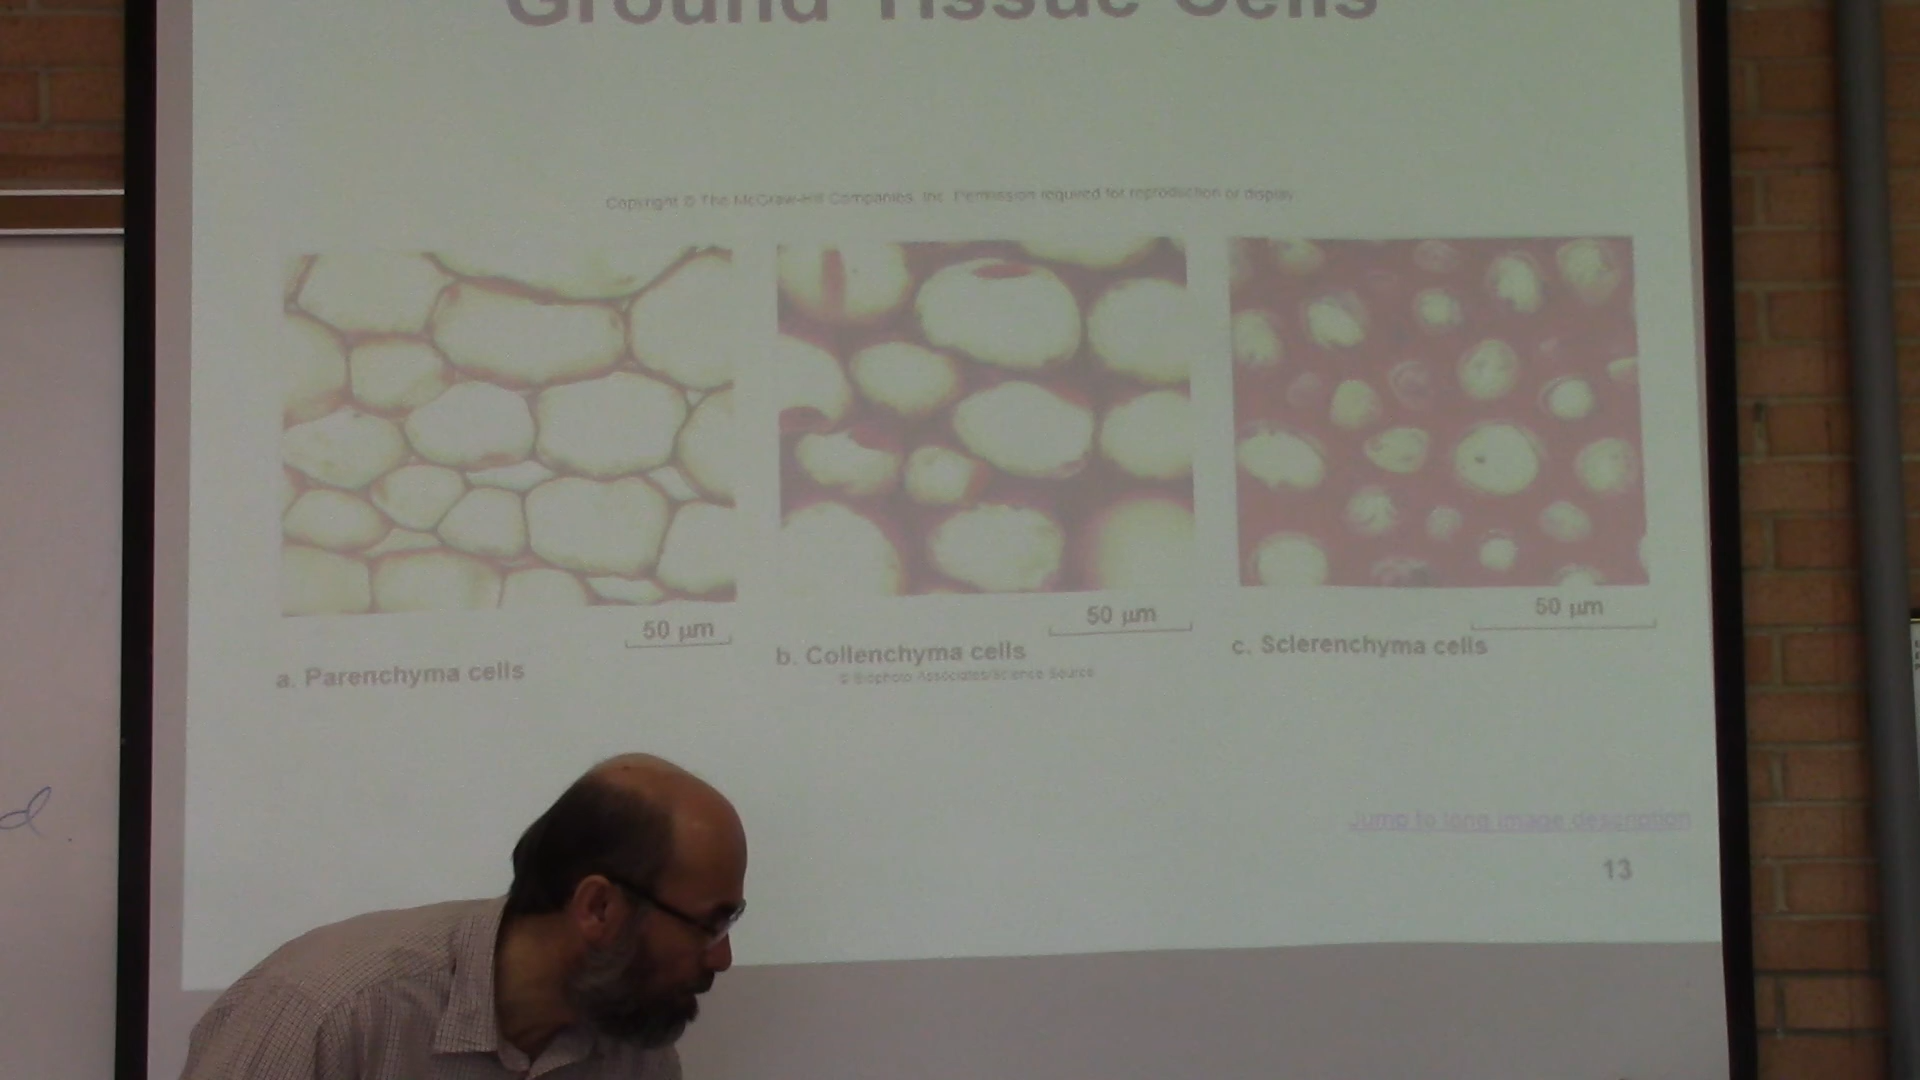 Ground Tissue Cells
Copyright © The McGraw-Hill Companies, Inc. Permission required for reproduction or display.
50 µm
50 µm
50 µm
a. Parenchyma cells
b. Collenchyma cells
c. Sclerenchyma cells
© Biophoto Associates/Science Source
Jump to long image description
13
d.